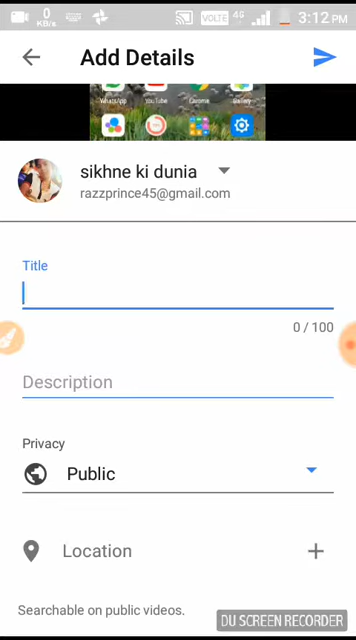 0
KB/s
VOLTE 4G 3:12 PM
Add Details
WhatsApp YouTube Chrome Gallery
sikhne ki dunia
razzprince45@gmail.com
Title
0 / 100
Description
Privacy
Public
Location
Searchable on public videos.
DU SCREEN RECORDER